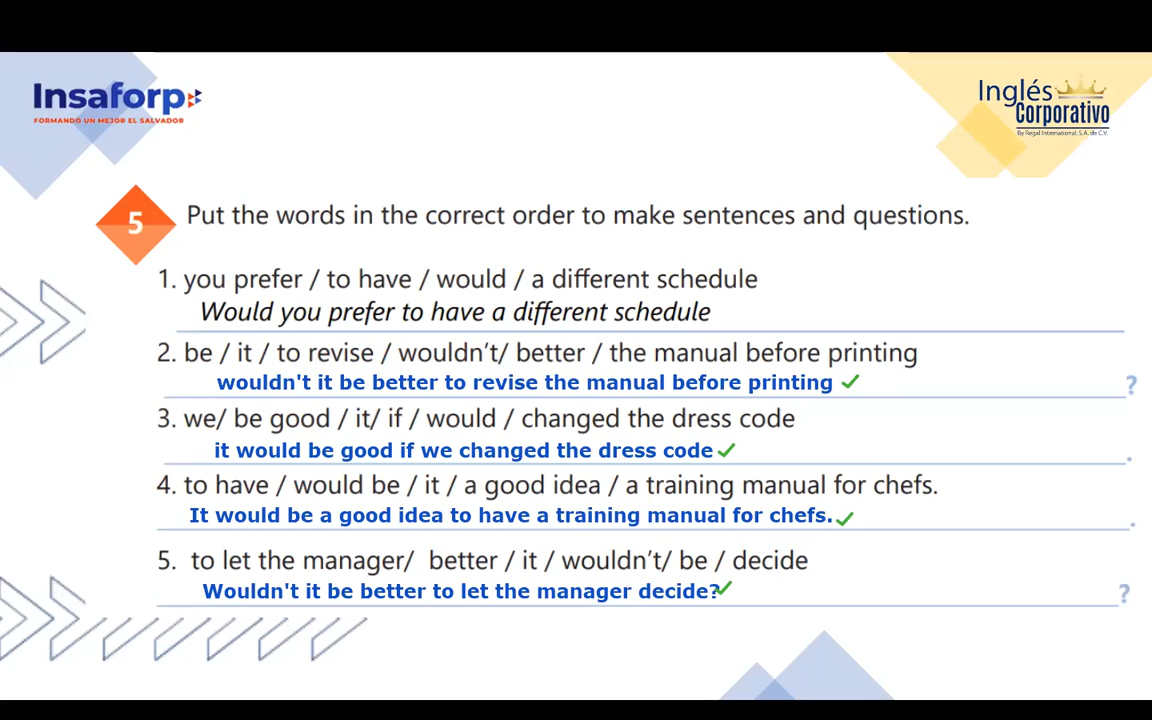 Insaforp
FORMANDO UN MEJOR EL SALVADOR
Inglés
Corporativo
By Regal International, S.A. de C.V.
5
Put the words in the correct order to make sentences and questions.
1. you prefer / to have / would / a different schedule
Would you prefer to have a different schedule
2. be / it / to revise / wouldn't/ better / the manual before printing
wouldn't it be better to revise the manual before printing ✓
?
3. we/ be good / it/ if / would / changed the dress code
it would be good if we changed the dress code ✓
.
4. to have / would be / it / a good idea / a training manual for chefs.
It would be a good idea to have a training manual for chefs. ✓
.
5. to let the manager/ better / it / wouldn't/ be / decide
Wouldn't it be better to let the manager decide? ✓
?